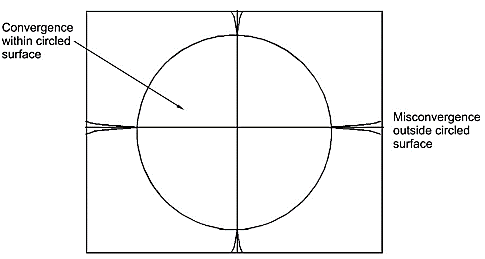 Convergence
within circled
surface
Misconvergence
outside circled
surface